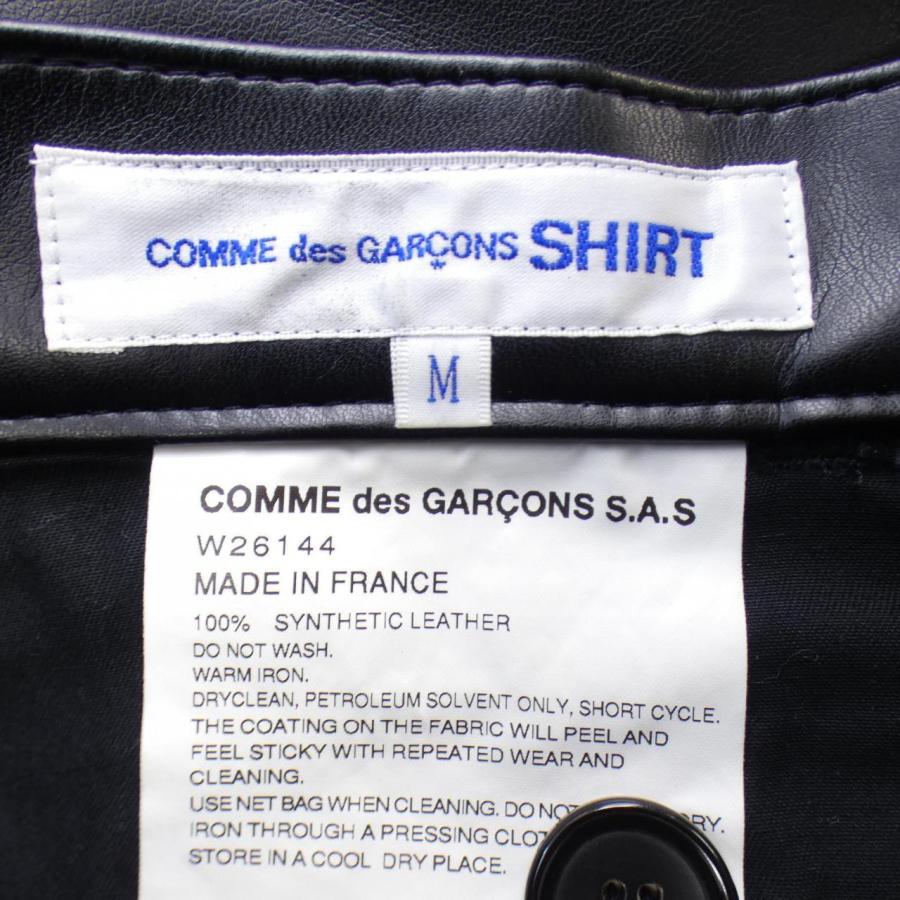 COMME des GARÇONS SHIRT
M
COMME des GARÇONS S.A.S
W26144
MADE IN FRANCE
100% SYNTHETIC LEATHER
DO NOT WASH.
WARM IRON.
DRYCLEAN, PETROLEUM SOLVENT ONLY, SHORT CYCLE.
THE COATING ON THE FABRIC WILL PEEL AND
FEEL STICKY WITH REPEATED WEAR AND
CLEANING.
USE NET BAG WHEN CLEANING. DO
IRON THROUGH A PRESSING
STORE IN A COOL DRY PLACE.